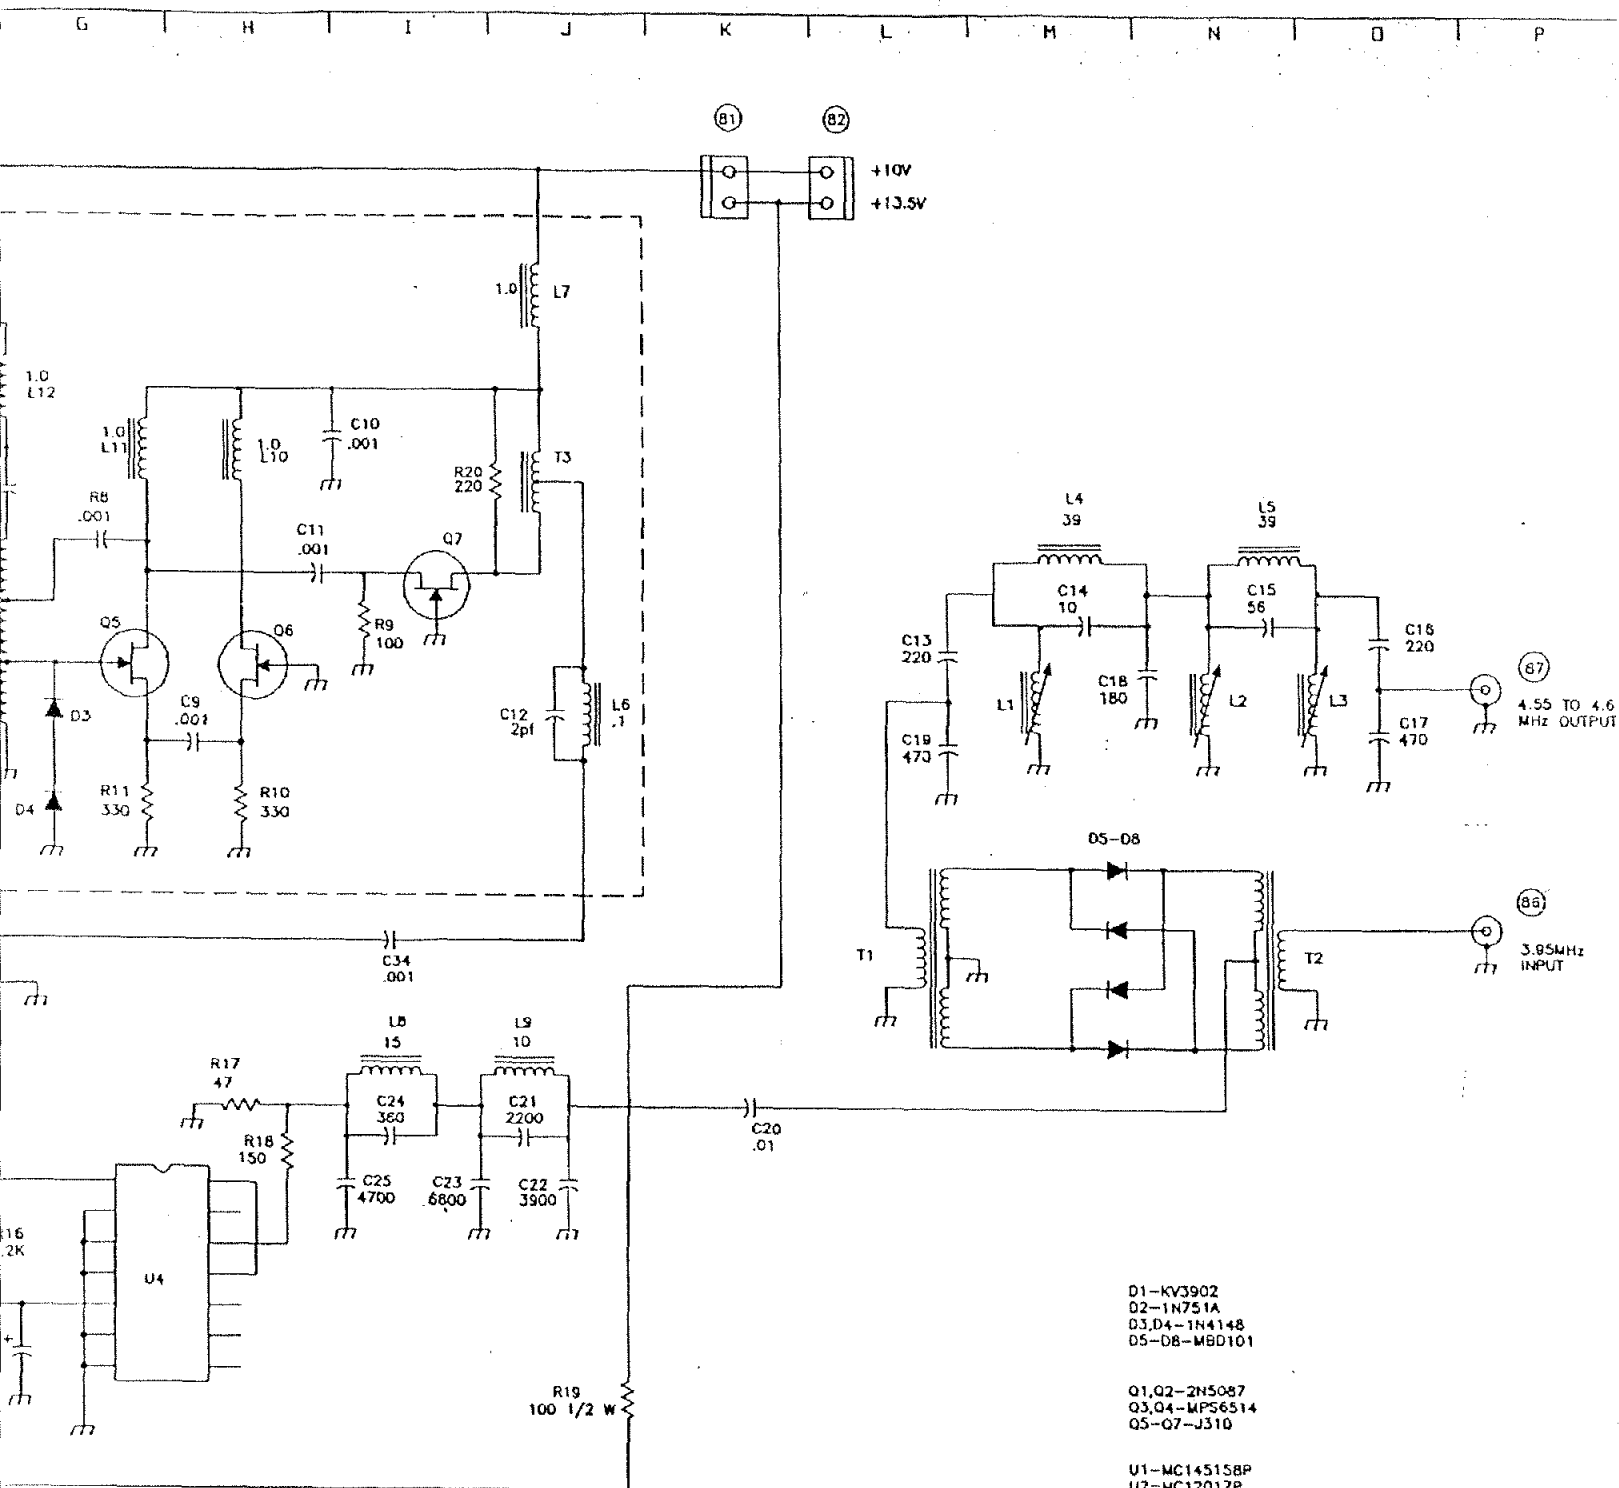 G H I J K L M N O P
81 82
+10V
+13.5V
1.0 L7
1.0
L12
1.0
L11
1.0
L10
C10
.001
R20
220
T3
R8
.001
C11
.001
Q7
L4
39
L5
39
C14
10
C15
56
Q5
Q6
R9
100
C13
220
C16
220
87
4.55 TO 4.6
MHz OUTPUT
D3
C9
.001
C12
2pf
L6
.1
L1
C18
180
L2
L3
C19
470
C17
470
D4
R11
330
R10
330
D5-D8
86
3.95MHz
INPUT
T1
T2
C34
.001
L8
15
L9
10
R17
47
C24
360
C21
2200
R18
150
C20
.01
C25
4700
C23
6800
C22
3900
16
.2K
U4
+
R19
100 1/2 W
D1-KV3902
D2-1N751A
D3,D4-1N4148
D5-D8-MBD101
Q1,Q2-2N5087
Q3,Q4-MPS6514
Q5-Q7-J310
U1-MC145158P
U2-MC12017P